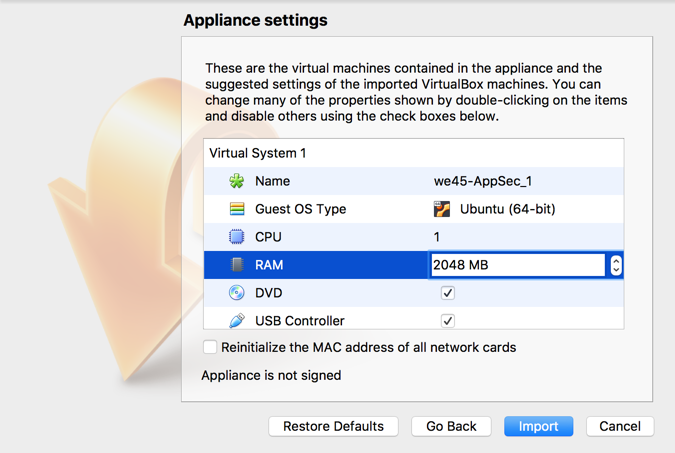 Appliance settings
These are the virtual machines contained in the appliance and the
suggested settings of the imported VirtualBox machines. You can
change many of the properties shown by double-clicking on the items
and disable others using the check boxes below.
Virtual System 1
Name we45-AppSec_1
Guest OS Type Ubuntu (64-bit)
CPU 1
RAM 2048 MB
DVD
USB Controller
Reinitialize the MAC address of all network cards
Appliance is not signed
Restore Defaults Go Back Import Cancel